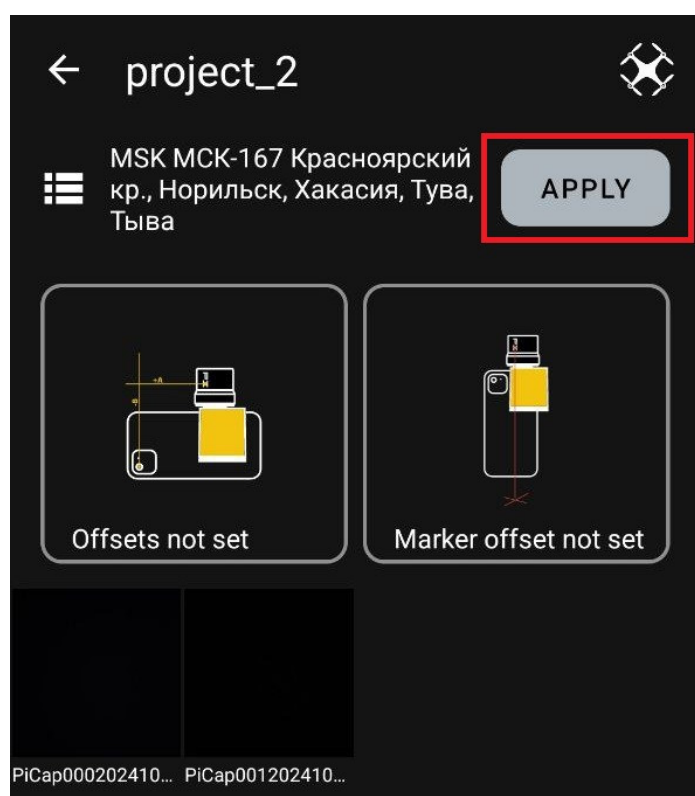 project_2
MSK МСК-167 Красноярский
кр., Норильск, Хакасия, Тува,
Тыва
APPLY
Offsets not set
Marker offset not set
PiCap000202410...
PiCap001202410...